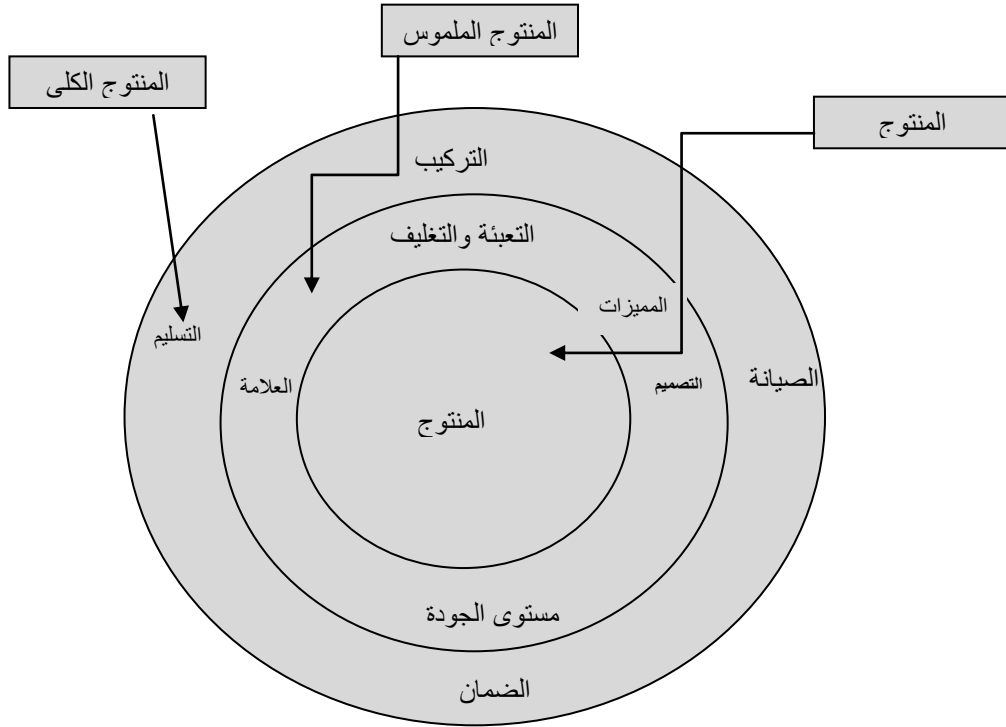 المنتوج الملموس
المنتوج الكلى
المنتوج
التركيب
التعبئة والتغليف
المميزات
التسليم
العلامة
التصميم
الصيانة
المنتوج
مستوى الجودة
الضمان